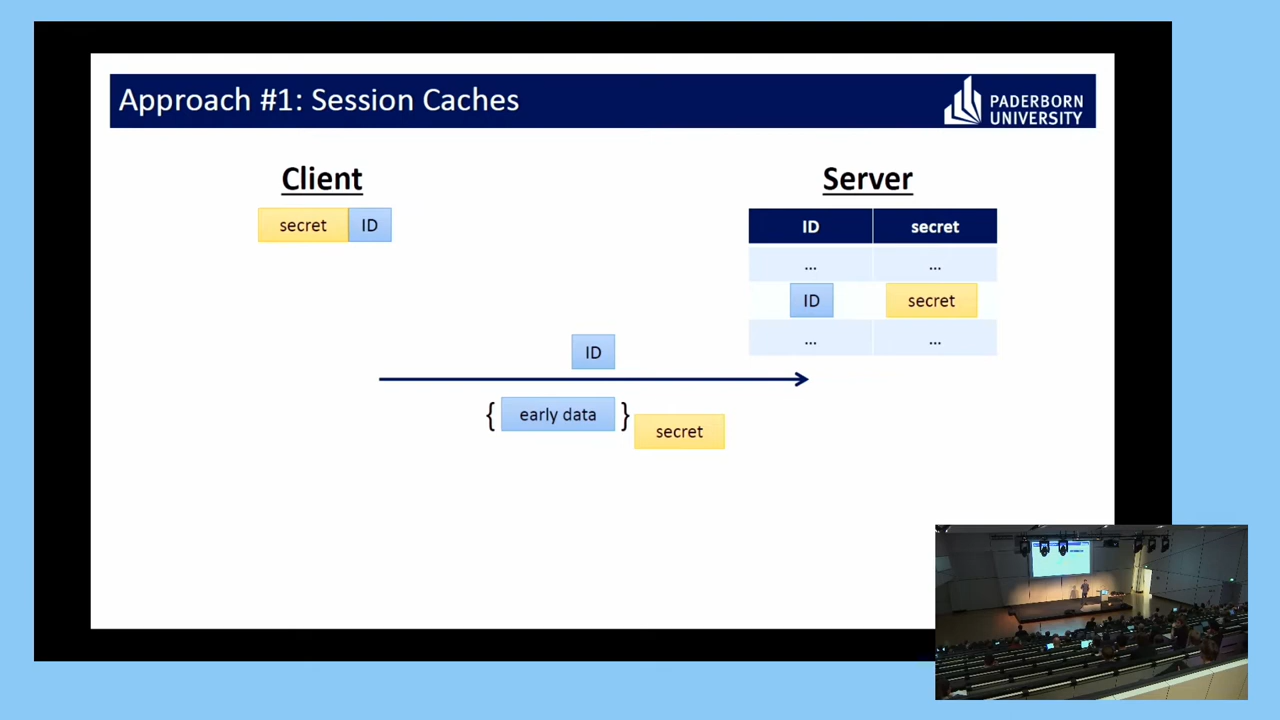 Approach #1: Session Caches
PADERBORN
UNIVERSITY
Client
Server
secret ID
ID secret
... ...
ID secret
... ...
ID
{ early data } secret